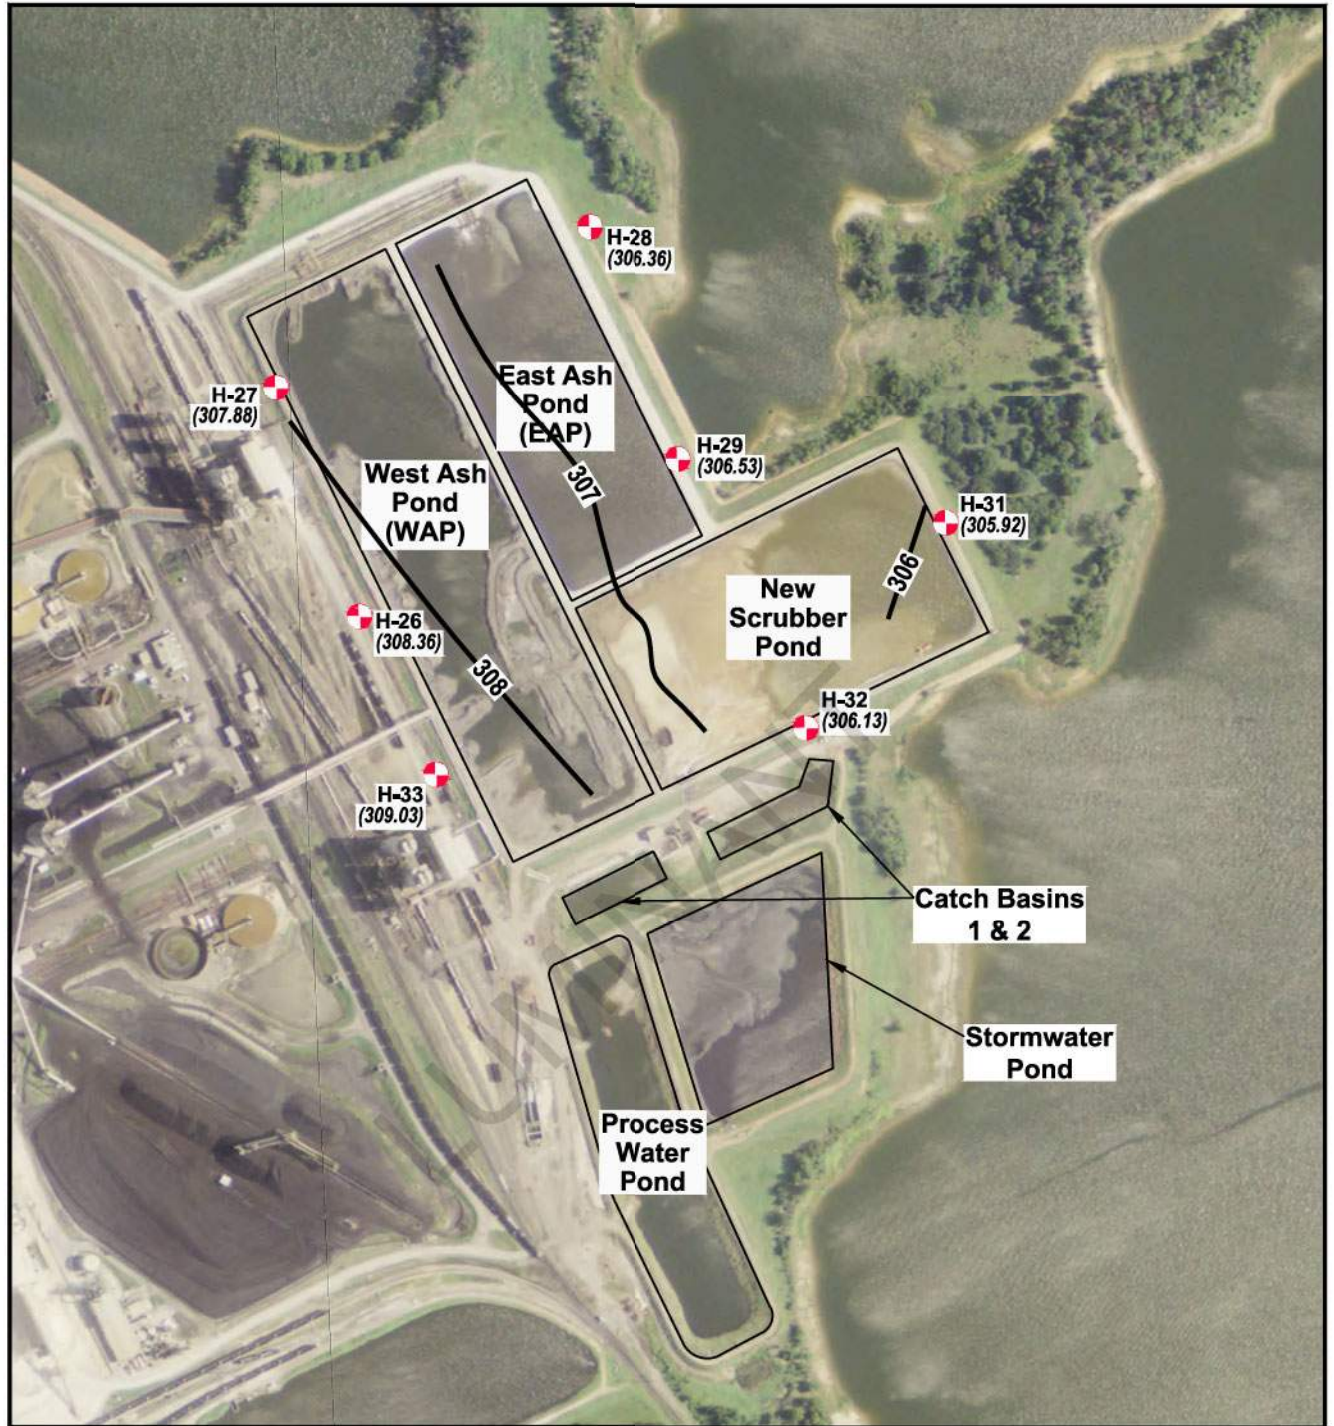 H-28
(306.36)
H-27
(307.88)
East Ash
Pond
(EAP)
H-29
(306.53)
307
West Ash
Pond
(WAP)
H-31
(305.92)
306
New
Scrubber
Pond
H-26
(308.36)
308
H-32
(306.13)
H-33
(309.03)
Catch Basins
1 & 2
Stormwater
Pond
Process
Water
Pond